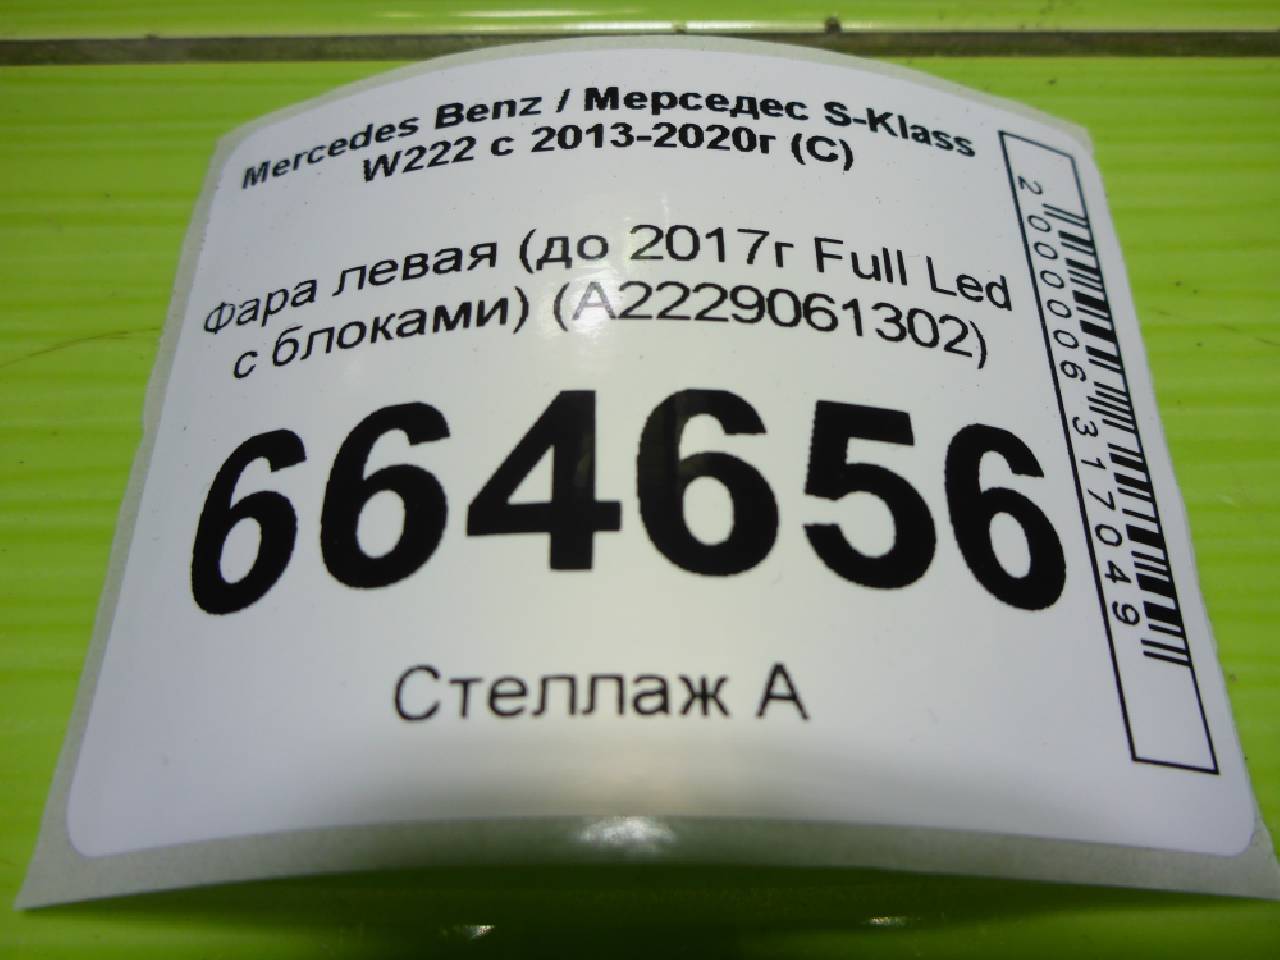 Mercedes Benz / Мерседес S-Klass
W222 с 2013-2020г (С)
Фара левая (до 2017г Full Led
с блоками) (A2229061302)
664656
Стеллаж А
2000006317049